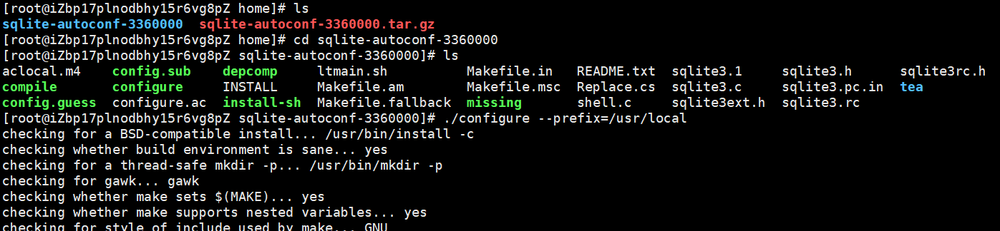 [root@iZbp17plnodbhy15r6vg8pZ home]# ls
sqlite-autoconf-3360000  sqlite-autoconf-3360000.tar.gz
[root@iZbp17plnodbhy15r6vg8pZ home]# cd sqlite-autoconf-3360000
[root@iZbp17plnodbhy15r6vg8pZ sqlite-autoconf-3360000]# ls
aclocal.m4    config.sub    depcomp     ltmain.sh          Makefile.in   README.txt  sqlite3.1     sqlite3.h      sqlite3rc.h
compile       configure     INSTALL     Makefile.am        Makefile.msc  Replace.cs  sqlite3.c     sqlite3.pc.in  tea
config.guess  configure.ac  install-sh  Makefile.fallback  missing       shell.c     sqlite3ext.h  sqlite3.rc
[root@iZbp17plnodbhy15r6vg8pZ sqlite-autoconf-3360000]# ./configure --prefix=/usr/local
checking for a BSD-compatible install... /usr/bin/install -c
checking whether build environment is sane... yes
checking for a thread-safe mkdir -p... /usr/bin/mkdir -p
checking for gawk... gawk
checking whether make sets $(MAKE)... yes
checking whether make supports nested variables... yes
checking for style of include used by make... GNU